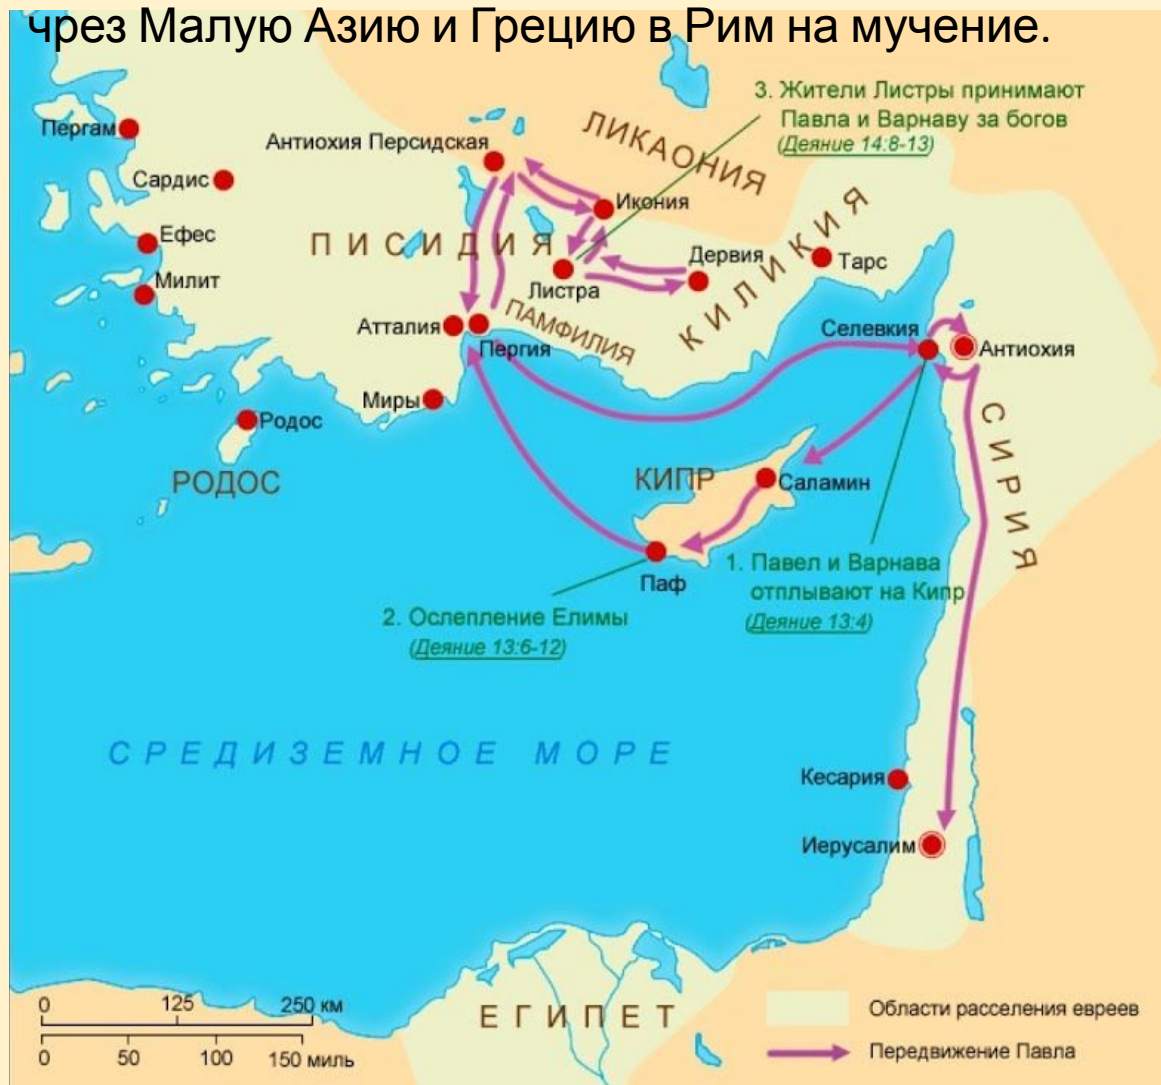 чрез Малую Азию и Грецию в Рим на мучение.
3. Жители Листры принимают
Павла и Варнаву за богов
(Деяние 14:8-13)
ЛИКАОНИЯ
Пергам
Антиохия Персидская
Сардис
Икония
Ефес
ПИСИДИЯ
Дервия
Тарс
КИЛИКИЯ
Милит
Листра
ПАМФИЛИЯ
Атталия
Пергия
Селевкия
Антиохия
Миры
Родос
РОДОС
СИРИЯ
КИПР
Саламин
Паф
1. Павел и Варнава
отплывают на Кипр
(Деяние 13:4)
2. Ослепление Елимы
(Деяние 13:6-12)
СРЕДИЗЕМНОЕ МОРЕ
Кесария
Иерусалим
ЕГИПЕТ
0 125 250 км
0 50 100 150 миль
Области расселения евреев
Передвижение Павла